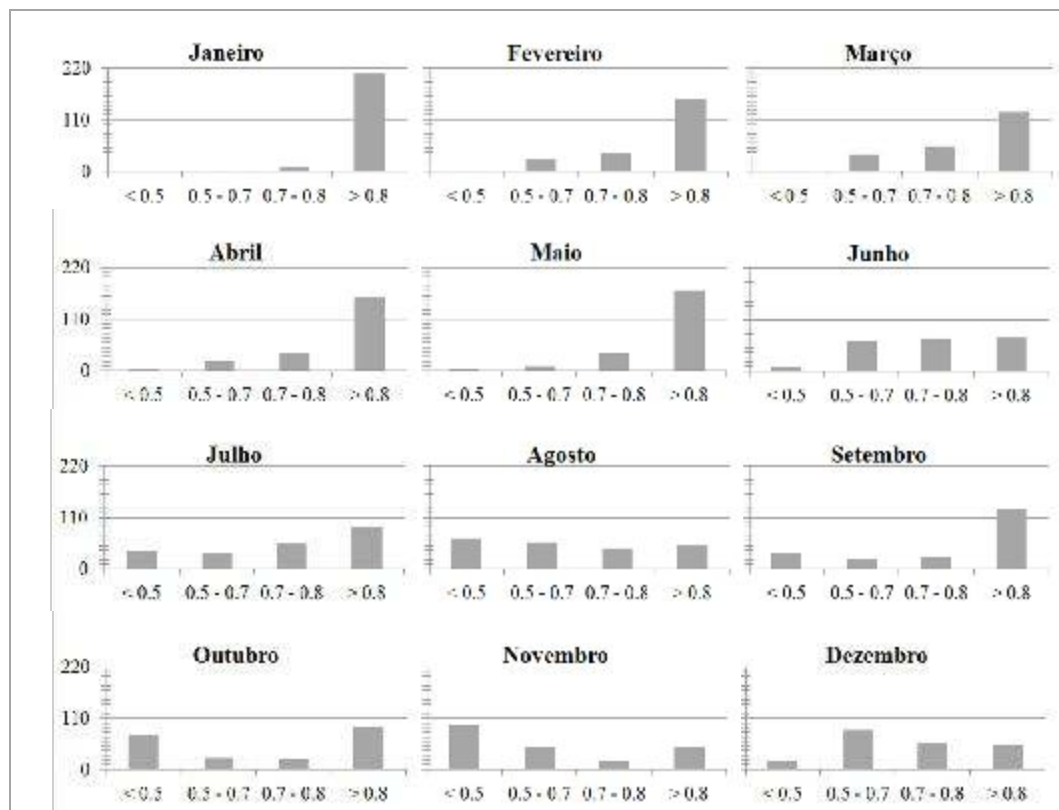 Janeiro Fevereiro Março
220
110
0
< 0.5 0.5 - 0.7 0.7 - 0.8 > 0.8 < 0.5 0.5 - 0.7 0.7 - 0.8 > 0.8 < 0.5 0.5 - 0.7 0.7 - 0.8 > 0.8
Abril Maio Junho
220
110
0
< 0.5 0.5 - 0.7 0.7 - 0.8 > 0.8 < 0.5 0.5 - 0.7 0.7 - 0.8 > 0.8 < 0.5 0.5 - 0.7 0.7 - 0.8 > 0.8
Julho Agosto Setembro
220
110
0
< 0.5 0.5 - 0.7 0.7 - 0.8 > 0.8 < 0.5 0.5 - 0.7 0.7 - 0.8 > 0.8 < 0.5 0.5 - 0.7 0.7 - 0.8 > 0.8
Outubro Novembro Dezembro
220
110
0
< 0.5 0.5 - 0.7 0.7 - 0.8 > 0.8 < 0.5 0.5 - 0.7 0.7 - 0.8 > 0.8 < 0.5 0.5 - 0.7 0.7 - 0.8 > 0.8